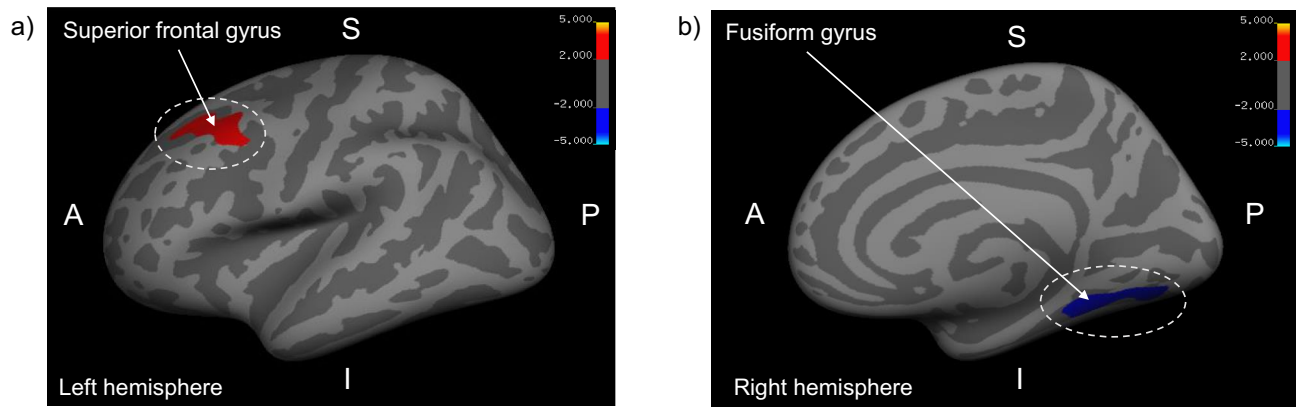 a)
Superior frontal gyrus
S
5.000
2.000
-2.000
-5.000
A
P
I
Left hemisphere
b)
Fusiform gyrus
S
5.000
2.000
-2.000
-5.000
A
P
I
Right hemisphere